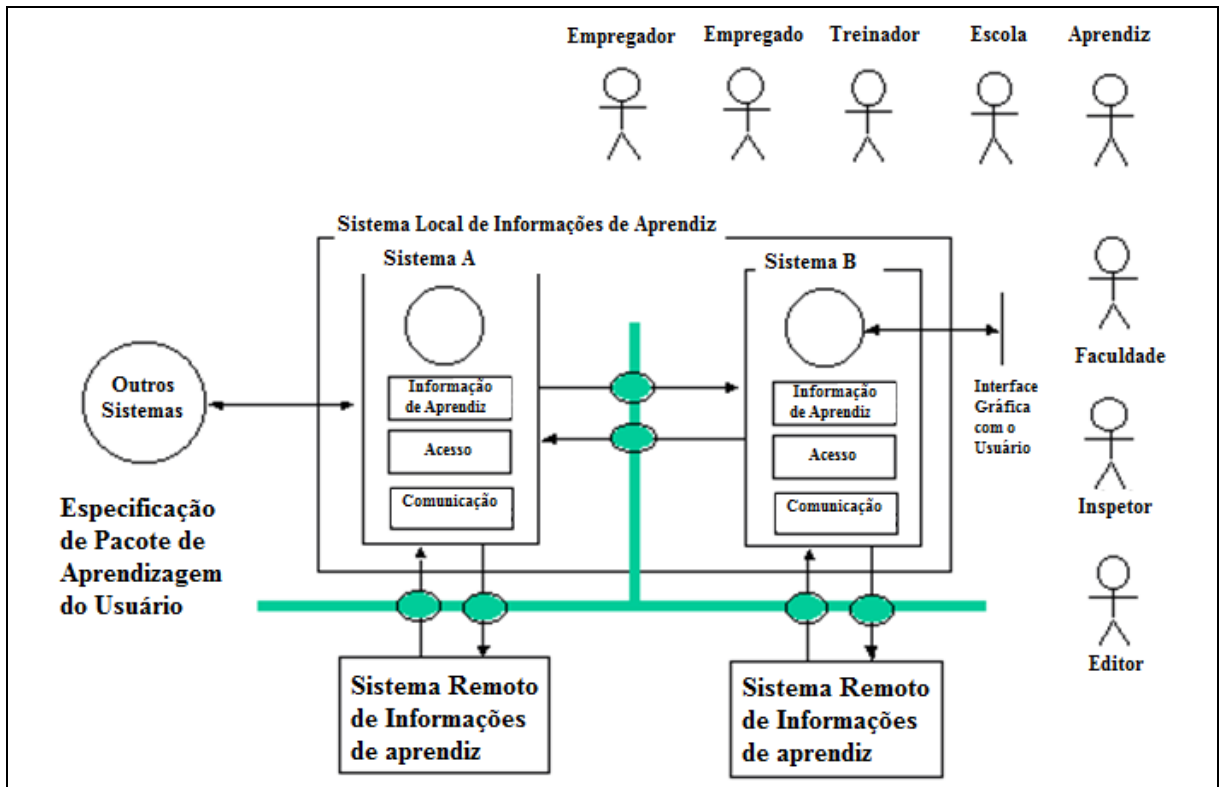 Empregador
Empregado
Treinador
Escola
Aprendiz
Sistema Local de Informações de Aprendiz
Sistema A
Sistema B
Outros
Sistemas
Informação
de Aprendiz
Acesso
Comunicação
Informação
de Aprendiz
Acesso
Comunicação
Interface
Gráfica
com o
Usuário
Faculdade
Inspetor
Editor
Especificação
de Pacote de
Aprendizagem
do Usuário
Sistema Remoto
de Informações
de aprendiz
Sistema Remoto
de Informações
de aprendiz